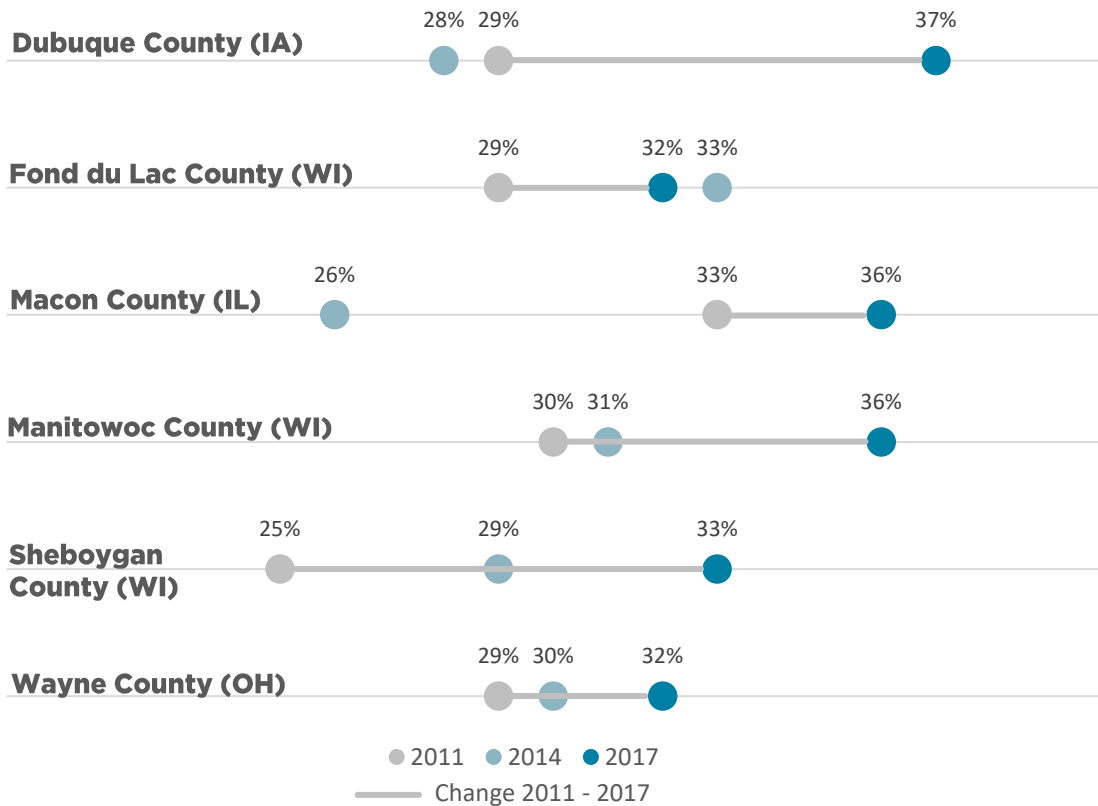 28% 29% 37%
Dubuque County (IA)
29% 32% 33%
Fond du Lac County (WI)
26% 33% 36%
Macon County (IL)
30% 31% 36%
Manitowoc County (WI)
25% 29% 33%
Sheboygan
County (WI)
29% 30% 32%
Wayne County (OH)
2011 2014 2017
Change 2011 - 2017